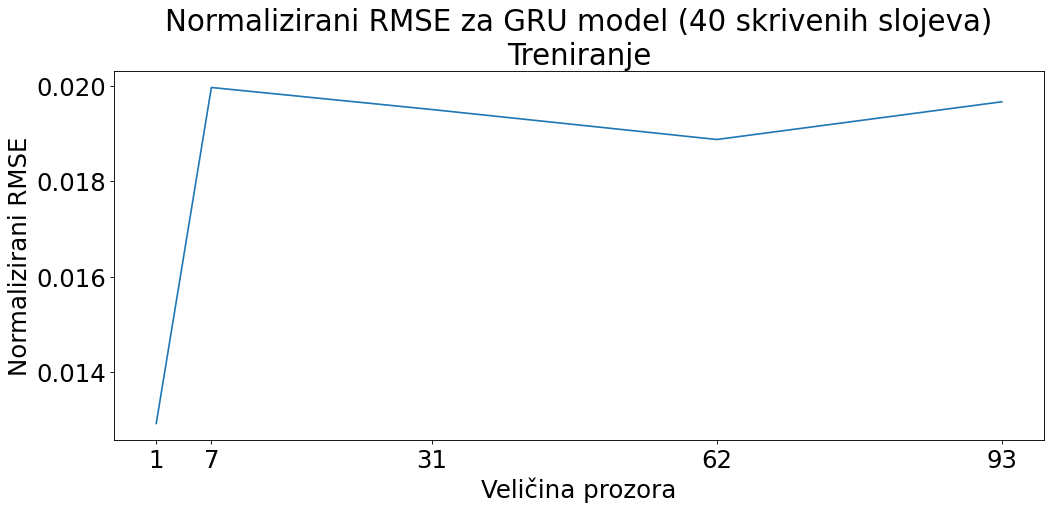 Normalizirani RMSE za GRU model (40 skrivenih slojeva)
Treniranje
Normalizirani RMSE
0.020
0.018
0.016
0.014
1 7 31 62 93
Veličina prozora